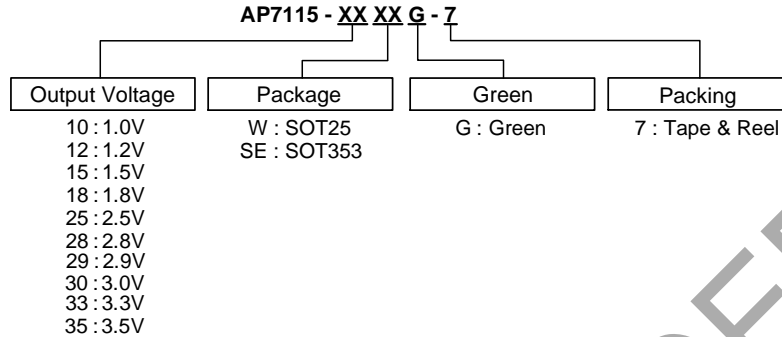 AP7115 - XX XX G - 7
Output Voltage
10 : 1.0V
12 : 1.2V
15 : 1.5V
18 : 1.8V
25 : 2.5V
28 : 2.8V
29 : 2.9V
30 : 3.0V
33 : 3.3V
35 : 3.5V
Package
W : SOT25
SE : SOT353
Green
G : Green
Packing
7 : Tape & Reel